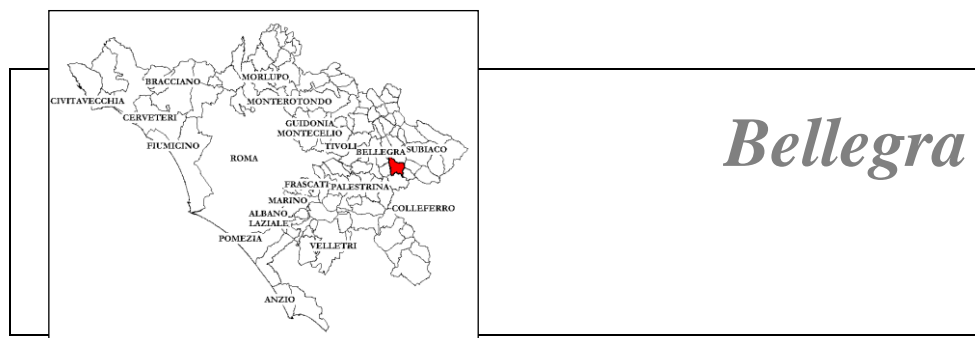 BRACCIANO
MORLUPO
CIVITAVECCHIA
MONTEROTONDO
CERVETERI
GUIDONIA
MONTECELIO
FIUMICINO
TIVOLI
BELLEGRA
SUBIACO
ROMA
FRASCATI
PALESTRINA
MARINO
COLLEFERRO
ALBANO
LAZIALE
POMEZIA
VELLETRI
ANZIO
Bellegra